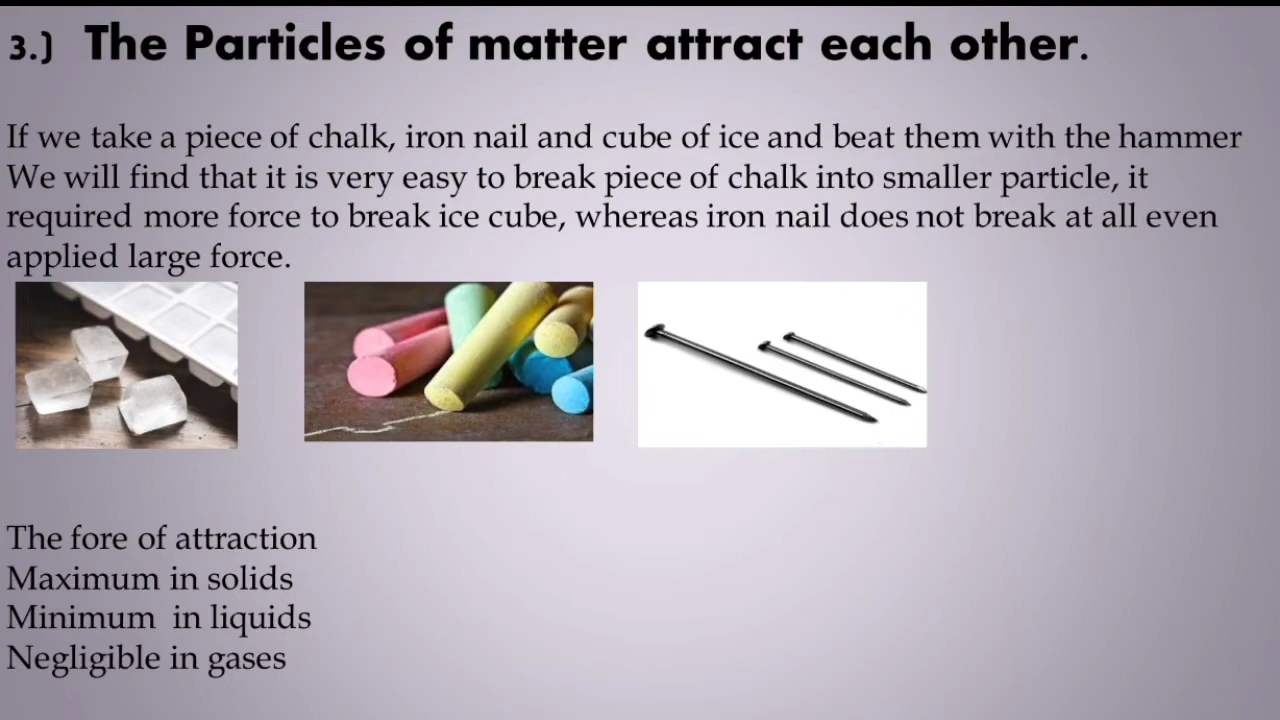 3.) The Particles of matter attract each other.
If we take a piece of chalk, iron nail and cube of ice and beat them with the hammer
We will find that it is very easy to break piece of chalk into smaller particle, it
required more force to break ice cube, whereas iron nail does not break at all even
applied large force.
The fore of attraction
Maximum in solids
Minimum in liquids
Negligible in gases